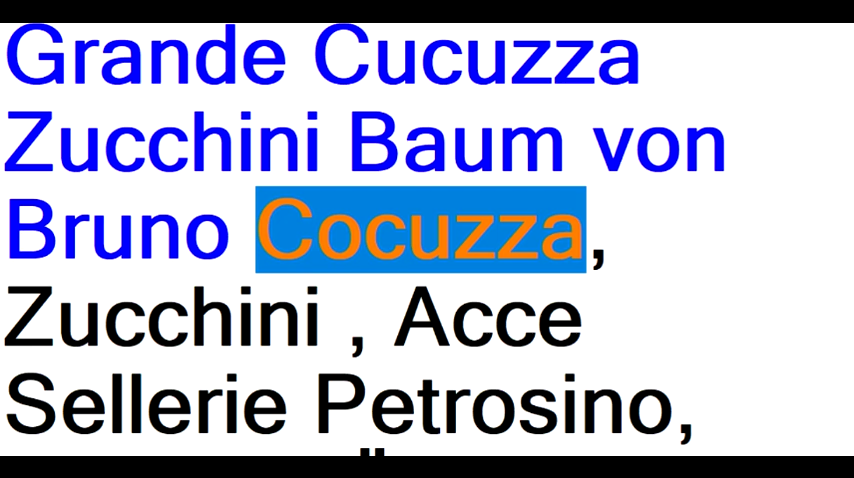 Grande Cucuzza
Zucchini Baum von
Bruno Cocuzza,
Zucchini , Acce
Sellerie Petrosino,